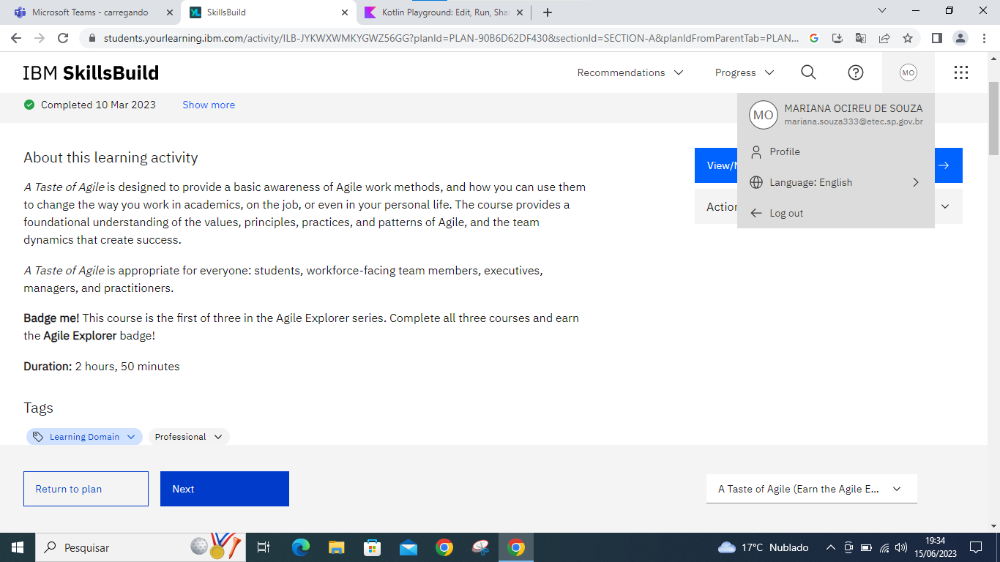 Microsoft Teams - carregando
SkillsBuild
Kotlin Playground: Edit, Run, Sha
students.yourlearning.ibm.com/activity/ILB-JYKWXWMKYGWZ56GG?planId=PLAN-90B6D62DF430&sectionId=SECTION-A&planIdFromParentTab=PLAN...
IBM SkillsBuild
Recommendations
Progress
MO
Completed 10 Mar 2023
Show more
MO
MARIANA OCIREU DE SOUZA
mariana.souza333@etec.sp.gov.br
Profile
Language: English
Log out
About this learning activity
View/
Action
A Taste of Agile is designed to provide a basic awareness of Agile work methods, and how you can use them
to change the way you work in academics, on the job, or even in your personal life. The course provides a
foundational understanding of the values, principles, practices, and patterns of Agile, and the team
dynamics that create success.
A Taste of Agile is appropriate for everyone: students, workforce-facing team members, executives,
managers, and practitioners.
Badge me! This course is the first of three in the Agile Explorer series. Complete all three courses and earn
the Agile Explorer badge!
Duration: 2 hours, 50 minutes
Tags
Learning Domain
Professional
Return to plan
Next
A Taste of Agile (Earn the Agile E...
Pesquisar
17°C Nublado
19:34
15/06/2023